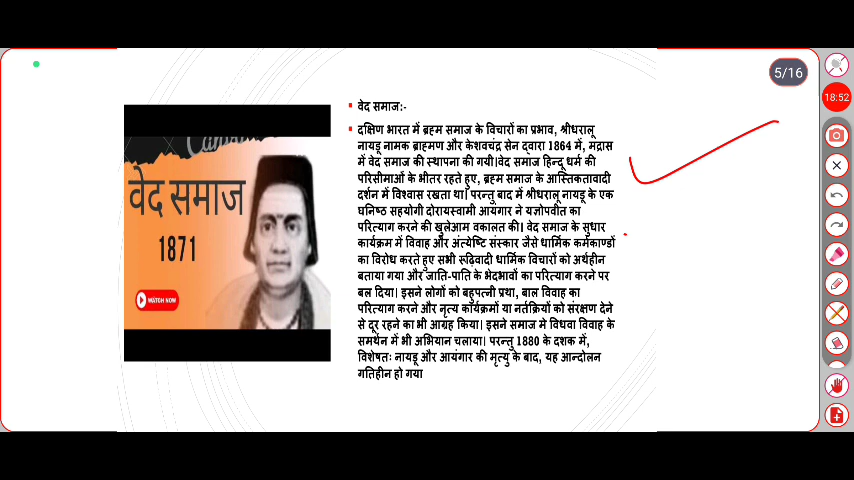 5/16
18:52
वेद समाज
1871
WATCH NOW
वेद समाज:-
दक्षिण भारत में ब्रह्म समाज के विचारों का प्रभाव, श्रीधरालू
नायडू नामक ब्राह्मण और केशवचंद्र सेन द्वारा 1864 में, मद्रास
में वेद समाज की स्थापना की गयी।वेद समाज हिन्दू धर्म की
परिसीमाओं के भीतर रहते हुए, ब्रह्म समाज के आस्तिकतावादी
दर्शन में विश्वास रखता था। परन्तु बाद में श्रीधरालू नायडू के एक
घनिष्ठ सहयोगी दोरायस्वामी आयंगार ने यज्ञोपवीत का
परित्याग करने की खुलेआम वकालत की। वेद समाज के सुधार
कार्यक्रम में विवाह और अंत्येष्टि संस्कार जैसे धार्मिक कर्मकाण्डों
का विरोध करते हुए सभी रुढ़िवादी धार्मिक विचारों को अर्थहीन
बताया गया और जाति-पाति के भेदभावों का परित्याग करने पर
बल दिया। इसने लोगों को बहुपत्नी प्रथा, बाल विवाह का
परित्याग करने और नृत्य कार्यक्रमों या नर्तक्रियों को संरक्षण देने
से दूर रहने का भी आग्रह किया। इसने समाज मे विधवा विवाह के
समर्थन में भी अभियान चलाया। परन्तु 1880 के दशक में,
विशेषतः नायडू और आयंगार की मृत्यु के बाद, यह आन्दोलन
गतिहीन हो गया